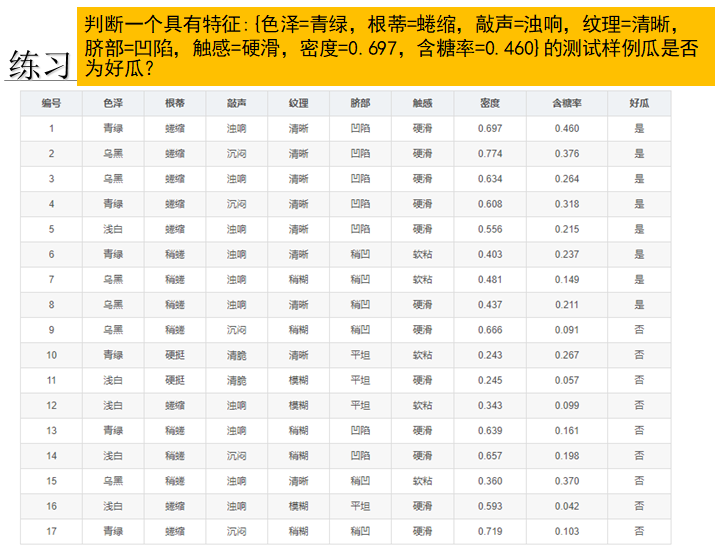 判断一个具有特征:{色泽=青绿，根蒂=蜷缩，敲声=浊响，纹理=清晰，
脐部=凹陷，触感=硬滑，密度=0.697，含糖率=0.460}的测试样例瓜是否
为好瓜？
练习
编号 色泽 根蒂 敲声 纹理 脐部 触感 密度 含糖率 好瓜
1 青绿 蜷缩 浊响 清晰 凹陷 硬滑 0.697 0.460 是
2 乌黑 蜷缩 沉闷 清晰 凹陷 硬滑 0.774 0.376 是
3 乌黑 蜷缩 浊响 清晰 凹陷 硬滑 0.634 0.264 是
4 青绿 蜷缩 沉闷 清晰 凹陷 硬滑 0.608 0.318 是
5 浅白 蜷缩 浊响 清晰 凹陷 硬滑 0.556 0.215 是
6 青绿 稍蜷 浊响 清晰 稍凹 软粘 0.403 0.237 是
7 乌黑 稍蜷 浊响 稍糊 稍凹 软粘 0.481 0.149 是
8 乌黑 稍蜷 浊响 清晰 稍凹 硬滑 0.437 0.211 是
9 乌黑 稍蜷 沉闷 稍糊 稍凹 硬滑 0.666 0.091 否
10 青绿 硬挺 清脆 清晰 平坦 软粘 0.243 0.267 否
11 浅白 硬挺 清脆 模糊 平坦 硬滑 0.245 0.057 否
12 浅白 蜷缩 浊响 模糊 平坦 软粘 0.343 0.099 否
13 青绿 稍蜷 浊响 稍糊 凹陷 硬滑 0.639 0.161 否
14 浅白 稍蜷 沉闷 稍糊 凹陷 硬滑 0.657 0.198 否
15 乌黑 稍蜷 浊响 清晰 稍凹 软粘 0.360 0.370 否
16 浅白 蜷缩 浊响 模糊 平坦 硬滑 0.593 0.042 否
17 青绿 蜷缩 沉闷 稍糊 稍凹 硬滑 0.719 0.103 否